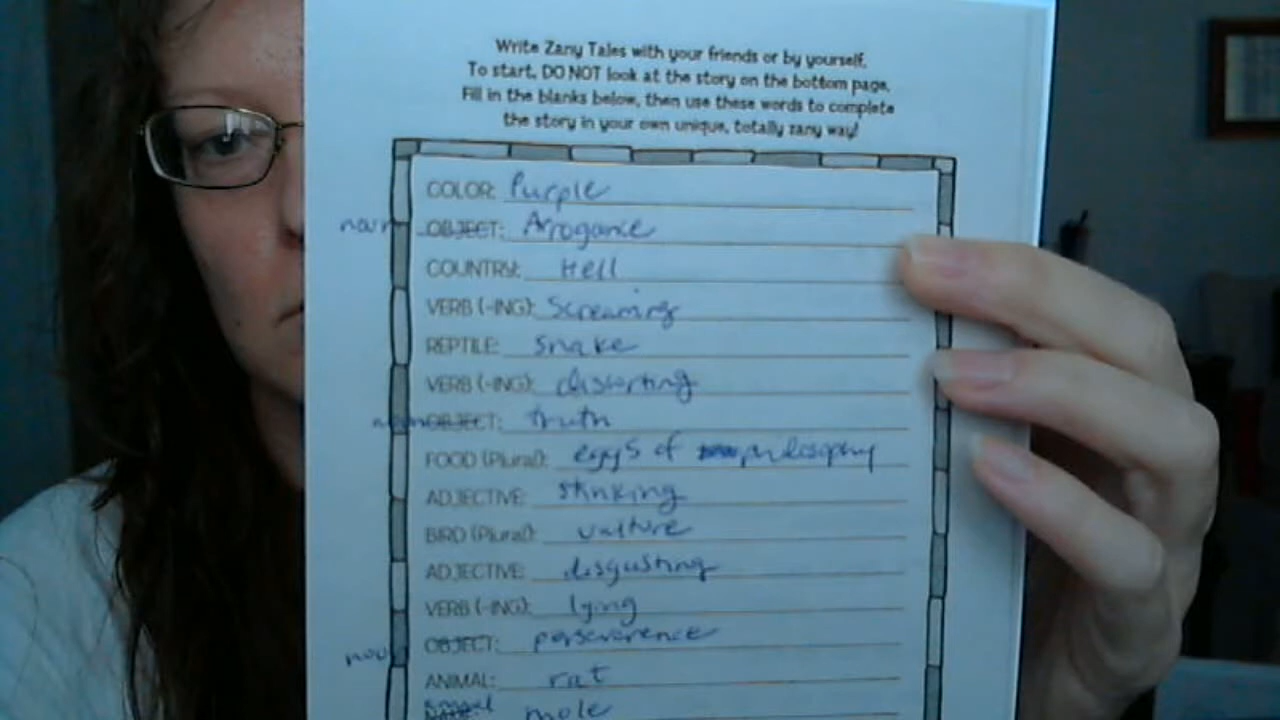 Write Zany Tales with your friends or by yourself.
To start, DO NOT look at the story on the bottom page.
Fill in the blanks below, then use these words to complete
the story in your own unique, totally zany way!
COLOR: Purple
noun OBJECT: Arrogance
COUNTRY: Hell
VERB (-ING): Screaming
REPTILE: snake
VERB (-ING): distorting
noun OBJECT: truth
FOOD (Plural): eggs of philosophy
ADJECTIVE: stinking
BIRD (Plural): vulture
ADJECTIVE: disgusting
VERB (-ING): lying
noun OBJECT: perserverence
ANIMAL: rat
mole